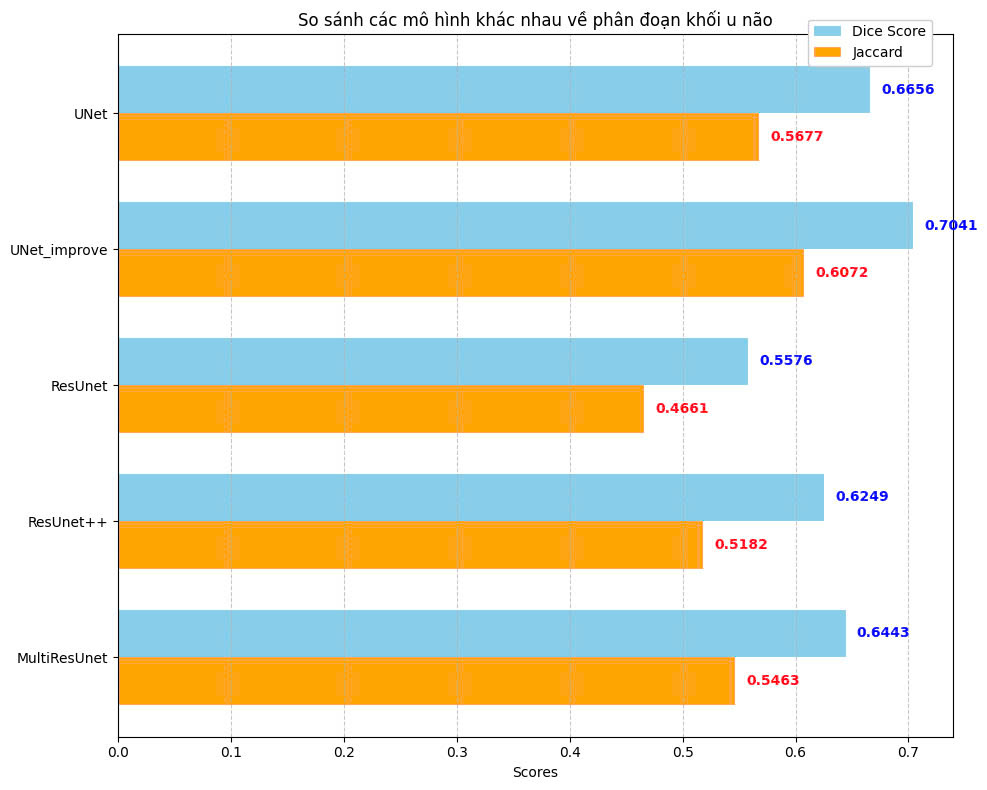 So sánh các mô hình khác nhau về phân đoạn khối u não
Dice Score
Jaccard
UNet
0.6656
0.5677
UNet_improve
0.7041
0.6072
ResUnet
0.5576
0.4661
ResUnet++
0.6249
0.5182
MultiResUnet
0.6443
0.5463
0.0 0.1 0.2 0.3 0.4 0.5 0.6 0.7
Scores